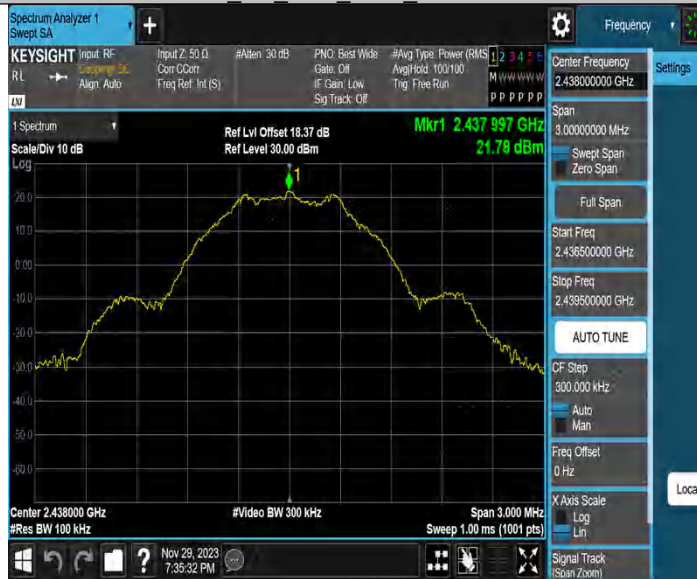 Spectrum Analyzer 1
Swept SA
+
Frequency
KEYSIGHT
RL
LXI
Input: RF
Coupling: DC
Align: Auto
Input Z: 50 Ω
Corr CCorr
Freq Ref: Int (S)
#Atten: 30 dB
PNO: Best Wide
Gate: Off
IF Gain: Low
Sig Track: Off
#Avg Type: Power (RMS
Avg|Hold: 100/100
Trig: Free Run
1 2 3 4 5 6
M W W W W W
P P P P P P
1 Spectrum
Scale/Div 10 dB
Log
Ref Lvl Offset 18.37 dB
Ref Level 30.00 dBm
Mkr1 2.437 997 GHz
21.78 dBm
1
20.0
10.0
0.00
-10.0
-20.0
-30.0
-40.0
-50.0
-60.0
Center 2.438000 GHz
#Res BW 100 kHz
#Video BW 300 kHz
Span 3.000 MHz
Sweep 1.00 ms (1001 pts)
Nov 29, 2023
7:35:32 PM
?
Center Frequency
2.438000000 GHz
Span
3.00000000 MHz
Swept Span
Zero Span
Full Span
Start Freq
2.436500000 GHz
Stop Freq
2.439500000 GHz
AUTO TUNE
CF Step
300.000 kHz
Auto
Man
Freq Offset
0 Hz
X Axis Scale
Log
Lin
Signal Track
(Span Zoom)
Settings
Loca